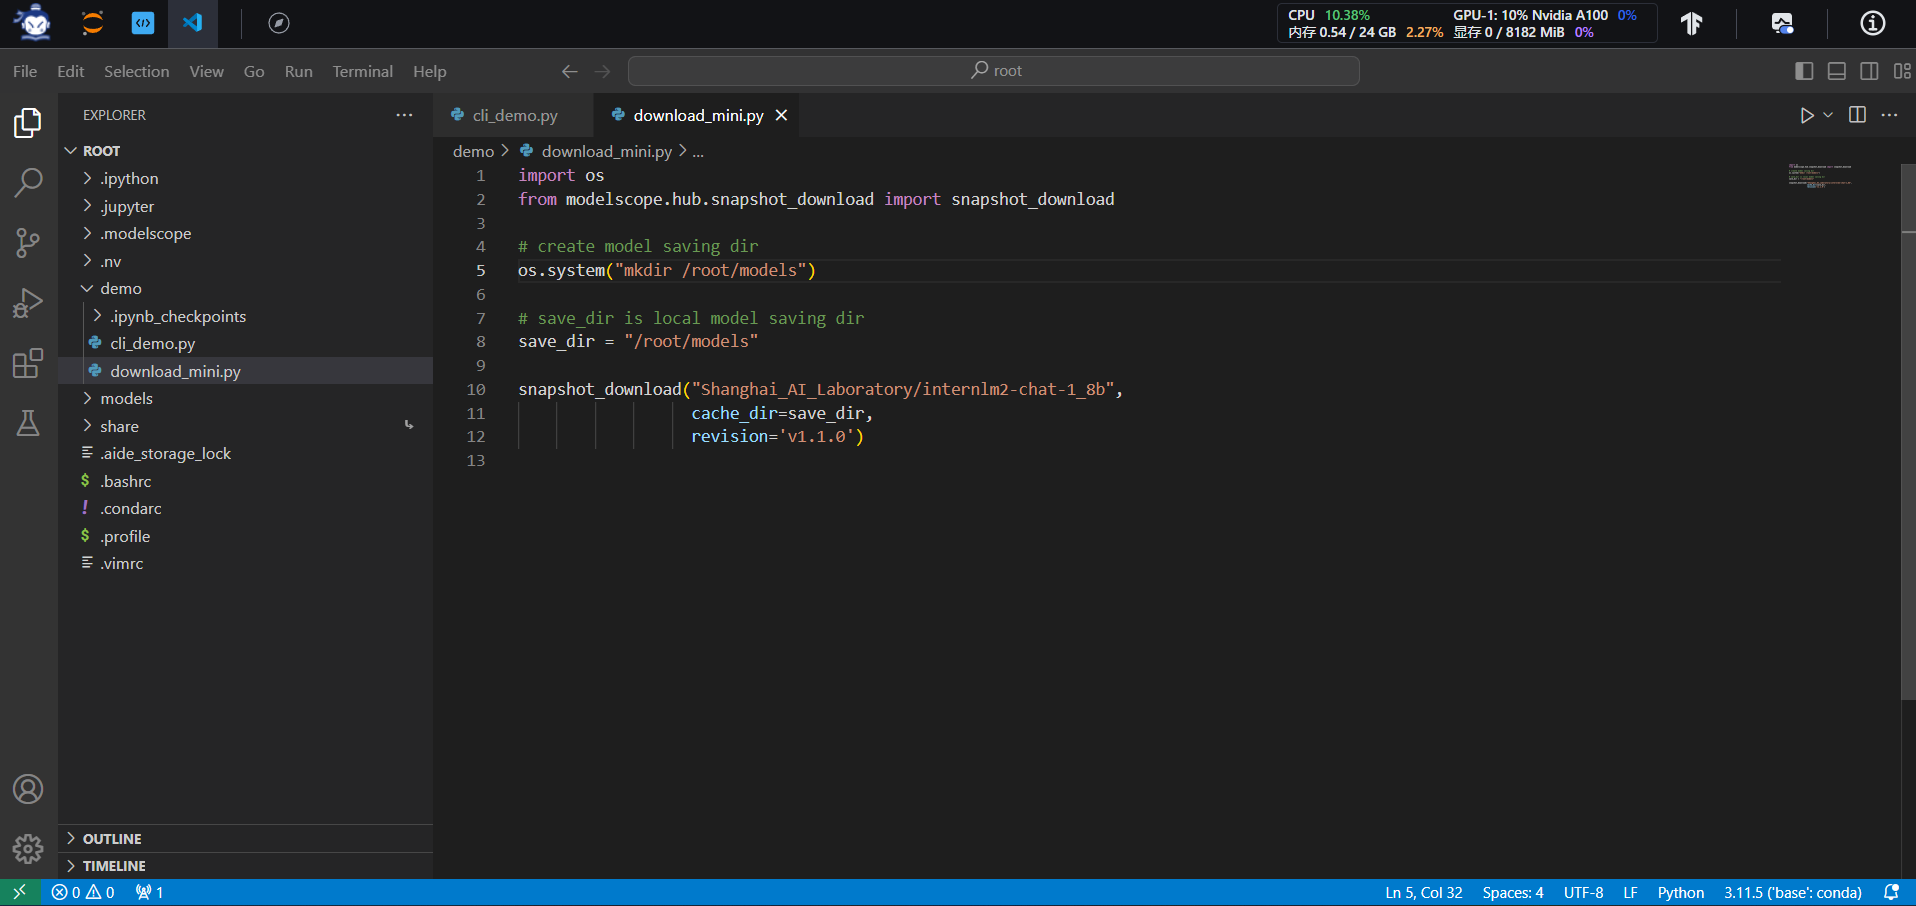 CPU 10.38% GPU-1: 10% Nvidia A100 0%
内存 0.54 / 24 GB 2.27% 显存 0 / 8182 MiB 0%
File Edit Selection View Go Run Terminal Help
root
EXPLORER
ROOT
.ipython
.jupyter
.modelscope
.nv
demo
.ipynb_checkpoints
cli_demo.py
download_mini.py
models
share
.aide_storage_lock
.bashrc
.condarc
.profile
.vimrc
OUTLINE
TIMELINE
cli_demo.py download_mini.py
demo > download_mini.py > ...
1 import os
2 from modelscope.hub.snapshot_download import snapshot_download
3
4 # create model saving dir
5 os.system("mkdir /root/models")
6
7 # save_dir is local model saving dir
8 save_dir = "/root/models"
9
10 snapshot_download("Shanghai_AI_Laboratory/internlm2-chat-1_8b",
11 cache_dir=save_dir,
12 revision='v1.1.0')
13
0 0 1 Ln 5, Col 32 Spaces: 4 UTF-8 LF Python 3.11.5 ('base': conda)